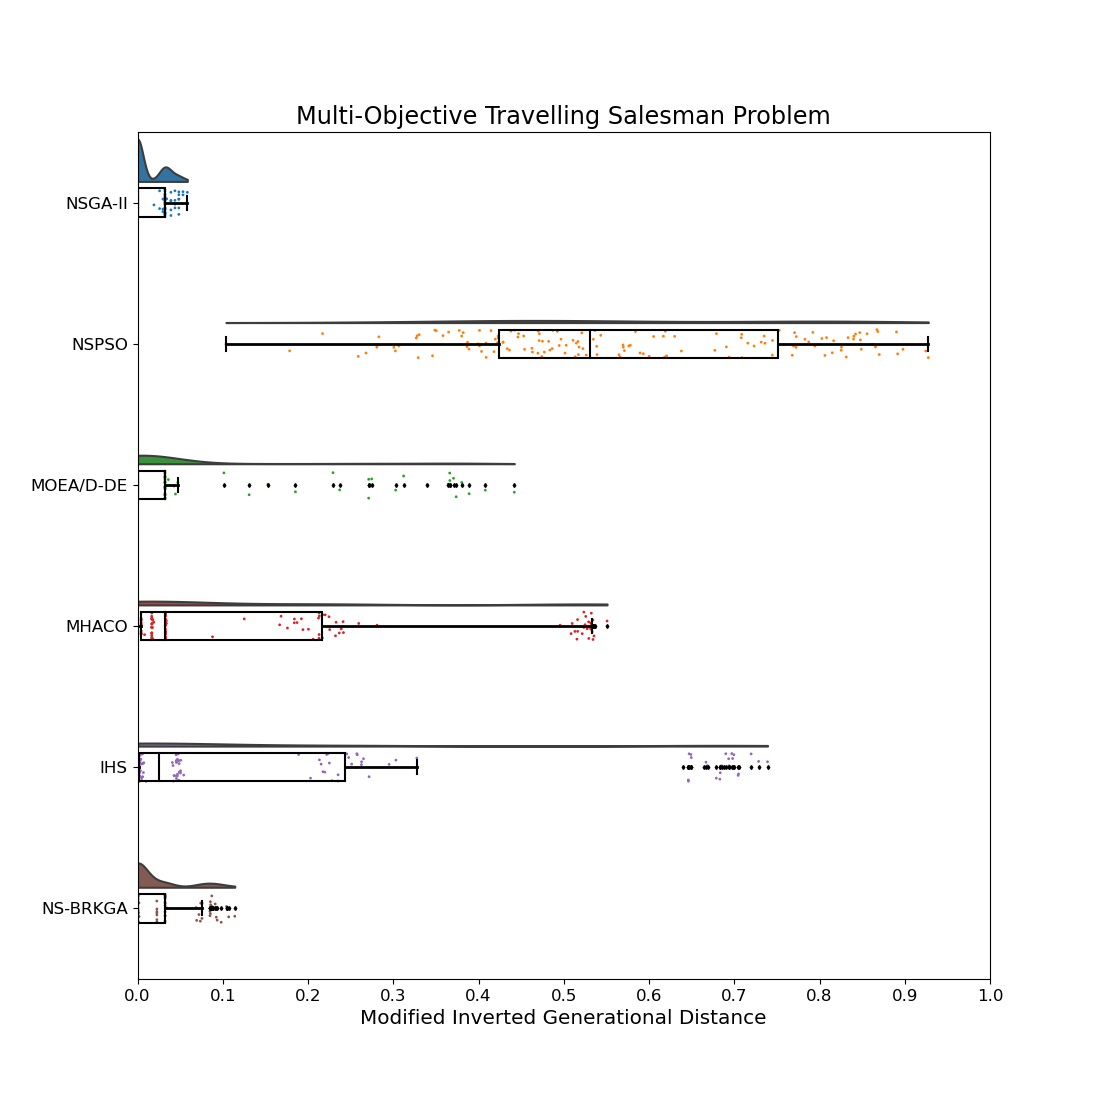 Multi-Objective Travelling Salesman Problem
NSGA-II
NSPSO
MOEA/D-DE
MHACO
IHS
NS-BRKGA
0.0 0.1 0.2 0.3 0.4 0.5 0.6 0.7 0.8 0.9 1.0
Modified Inverted Generational Distance